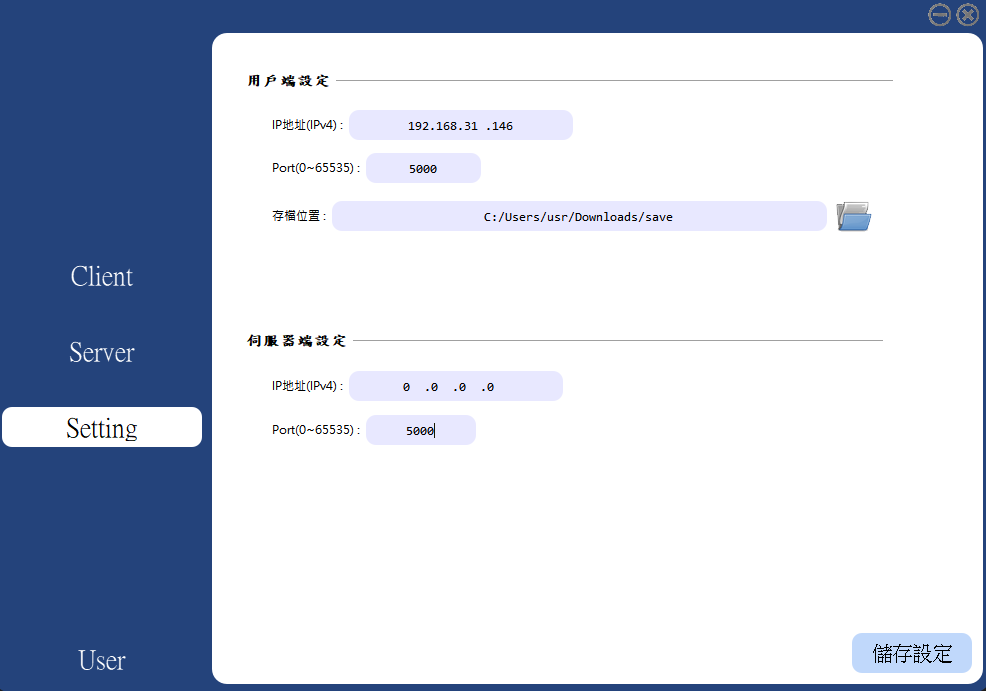 用戶端設定
IP地址(IPv4) : 192.168.31 .146
Port(0~65535) : 5000
存檔位置 : C:/Users/usr/Downloads/save
Client
伺服器端設定
Server
IP地址(IPv4) : 0 .0 .0 .0
Setting
Port(0~65535) : 5000
User
儲存設定